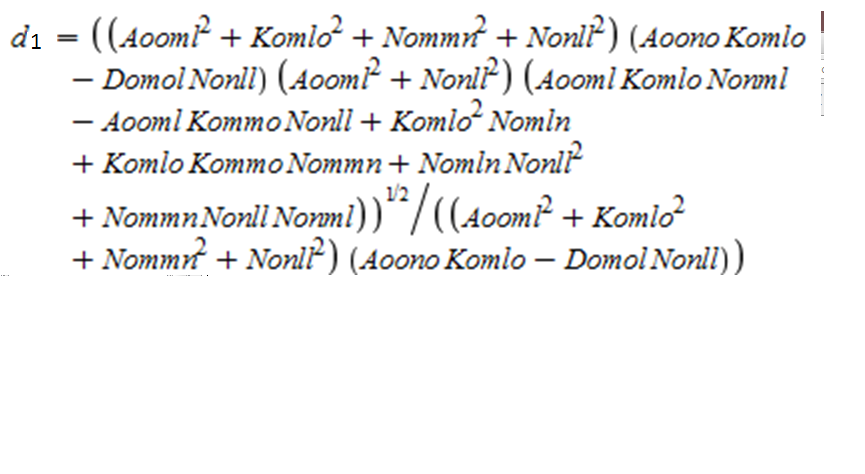 d1 = ((Aooml² + Komlo² + Nommn² + Nonll²) (Aoono Komlo
− Domol Nonll) (Aooml² + Nonll²) (Aooml Komlo Nonml
− Aooml Kommo Nonll + Komlo² Nomln
+ Komlo Kommo Nommn + Nomln Nonll²
+ Nommn Nonll Nonml))^1/2/((Aooml² + Komlo²
+ Nommn² + Nonll²) (Aoono Komlo − Domol Nonll))